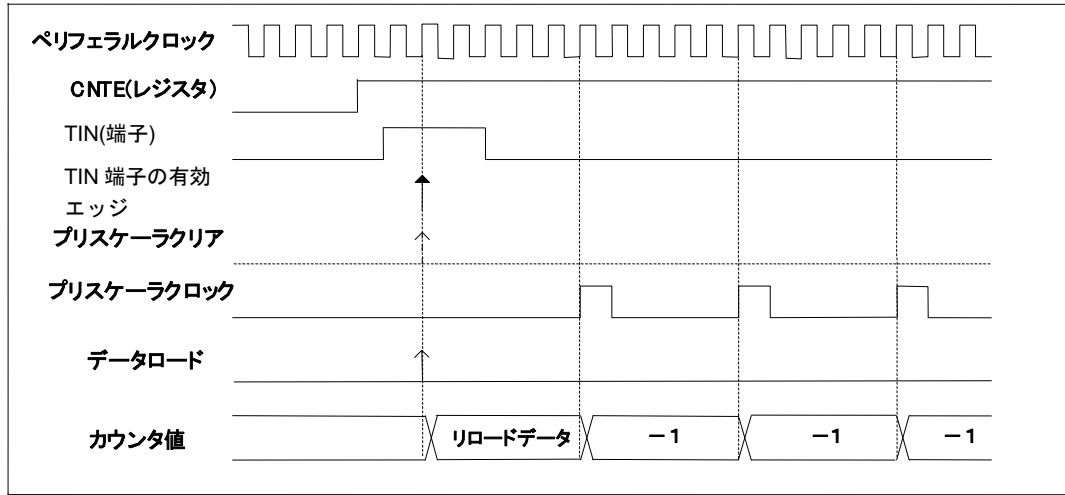 ペリフェラルクロック
CNTE(レジスタ)
TIN(端子)
TIN 端子の有効
エッジ
プリスケーラクリア
プリスケーラクロック
データロード
カウンタ値
リロードデータ
－1
－1
－1